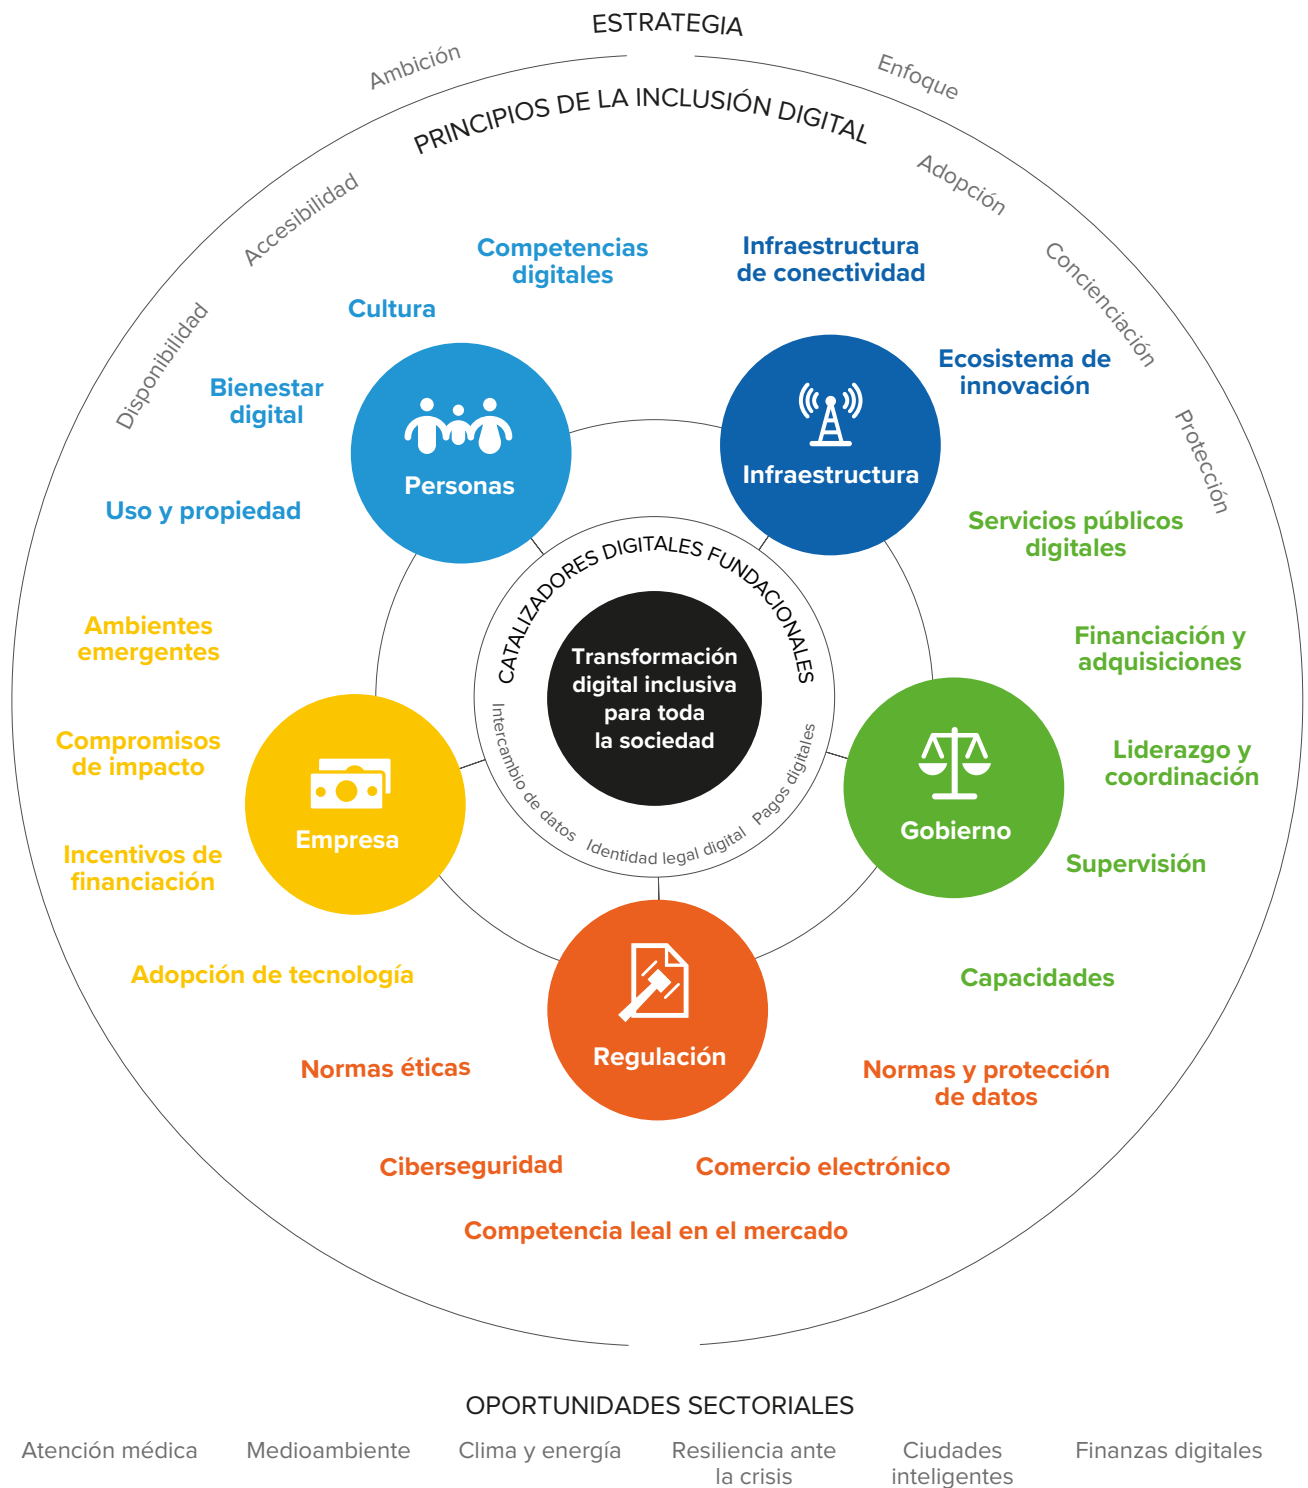 ESTRATEGIA
Ambición
Enfoque
PRINCIPIOS DE LA INCLUSIÓN DIGITAL
Disponibilidad
Accesibilidad
Adopción
Concienciación
Protección
Competencias
digitales
Cultura
Bienestar
digital
Uso y propiedad
Personas
Infraestructura
de conectividad
Ecosistema de
innovación
Infraestructura
Servicios públicos
digitales
Financiación y
adquisiciones
Liderazgo y
coordinación
Supervisión
Capacidades
Gobierno
CATALIZADORES DIGITALES FUNDACIONALES
Transformación
digital inclusiva
para toda
la sociedad
Intercambio de datos
Identidad legal digital
Pagos digitales
Ambientes
emergentes
Compromisos
de impacto
Incentivos de
financiación
Adopción de tecnología
Empresa
Regulación
Normas éticas
Normas y protección
de datos
Ciberseguridad
Comercio electrónico
Competencia leal en el mercado
OPORTUNIDADES SECTORIALES
Atención médica
Medioambiente
Clima y energía
Resiliencia ante
la crisis
Ciudades
inteligentes
Finanzas digitales